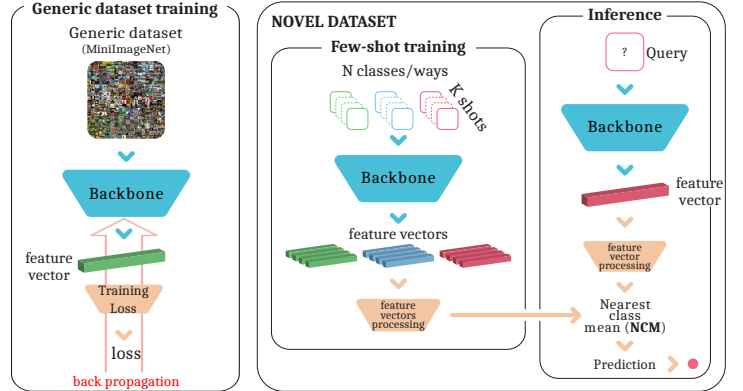 Generic dataset training
Generic dataset
(MiniImageNet)
Backbone
feature
vector
Training
Loss
loss
back propagation
NOVEL DATASET
Few-shot training
N classes/ways
K shots
Backbone
feature vectors
feature
vectors
processing
Inference
?
Query
Backbone
feature
vector
feature
vector
processing
Nearest
class
mean (NCM)
Prediction